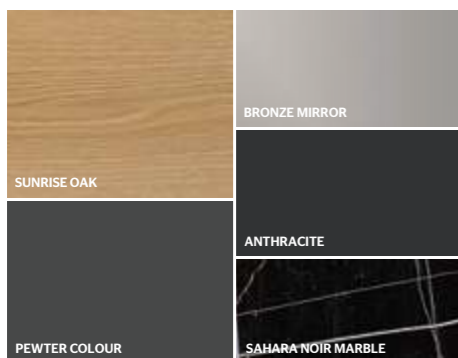 SUNRISE OAK
BRONZE MIRROR
ANTHRACITE
PEWTER COLOUR
SAHARA NOIR MARBLE